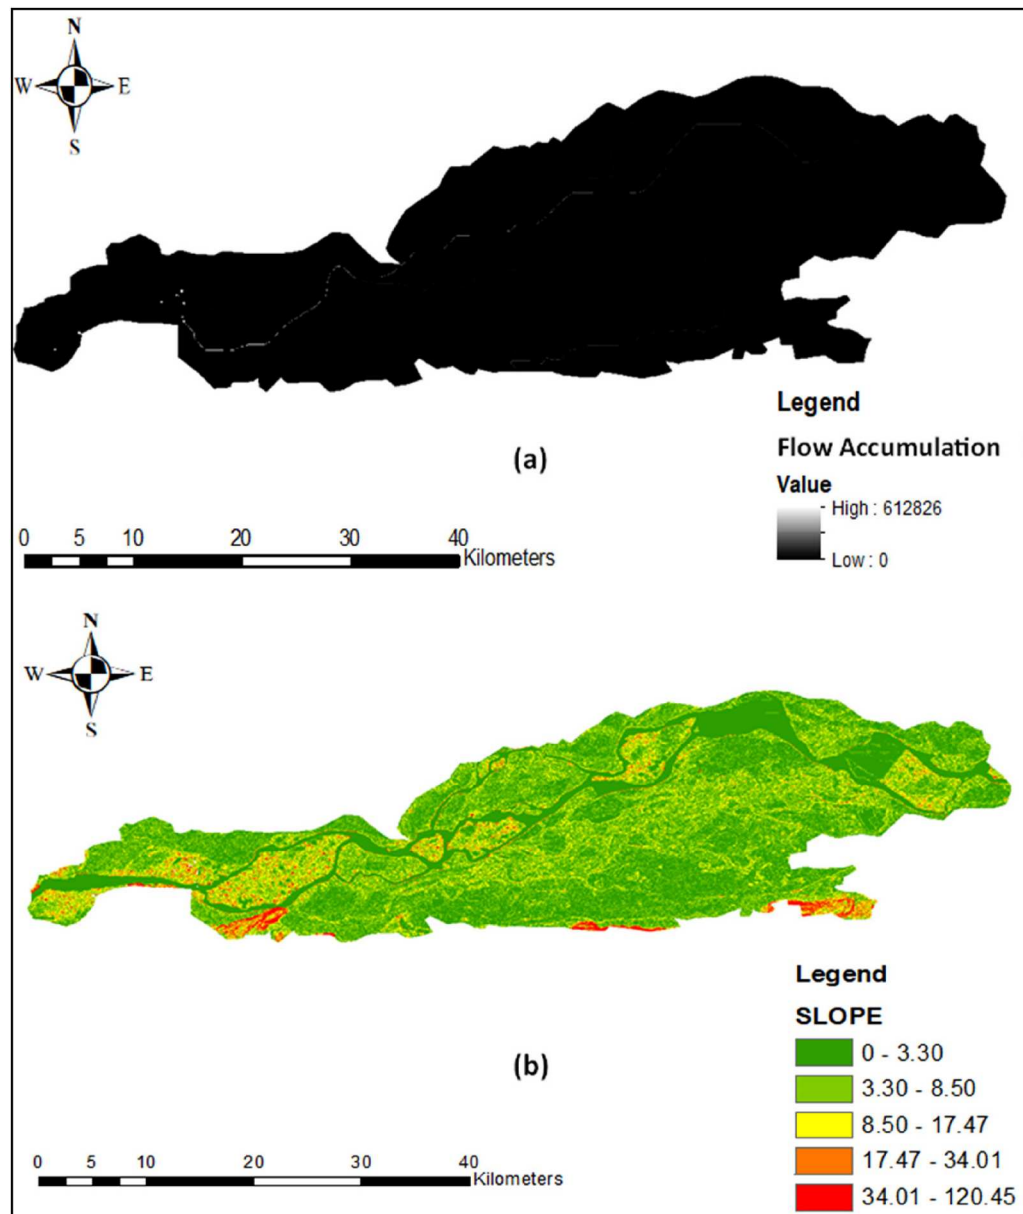 N
W E
S
Legend
Flow Accumulation
(a)
Value
High : 612826
Low : 0
0 5 10 20 30 40
Kilometers
N
W E
S
Legend
SLOPE
0 - 3.30
(b)
3.30 - 8.50
8.50 - 17.47
17.47 - 34.01
34.01 - 120.45
0 5 10 20 30 40
Kilometers